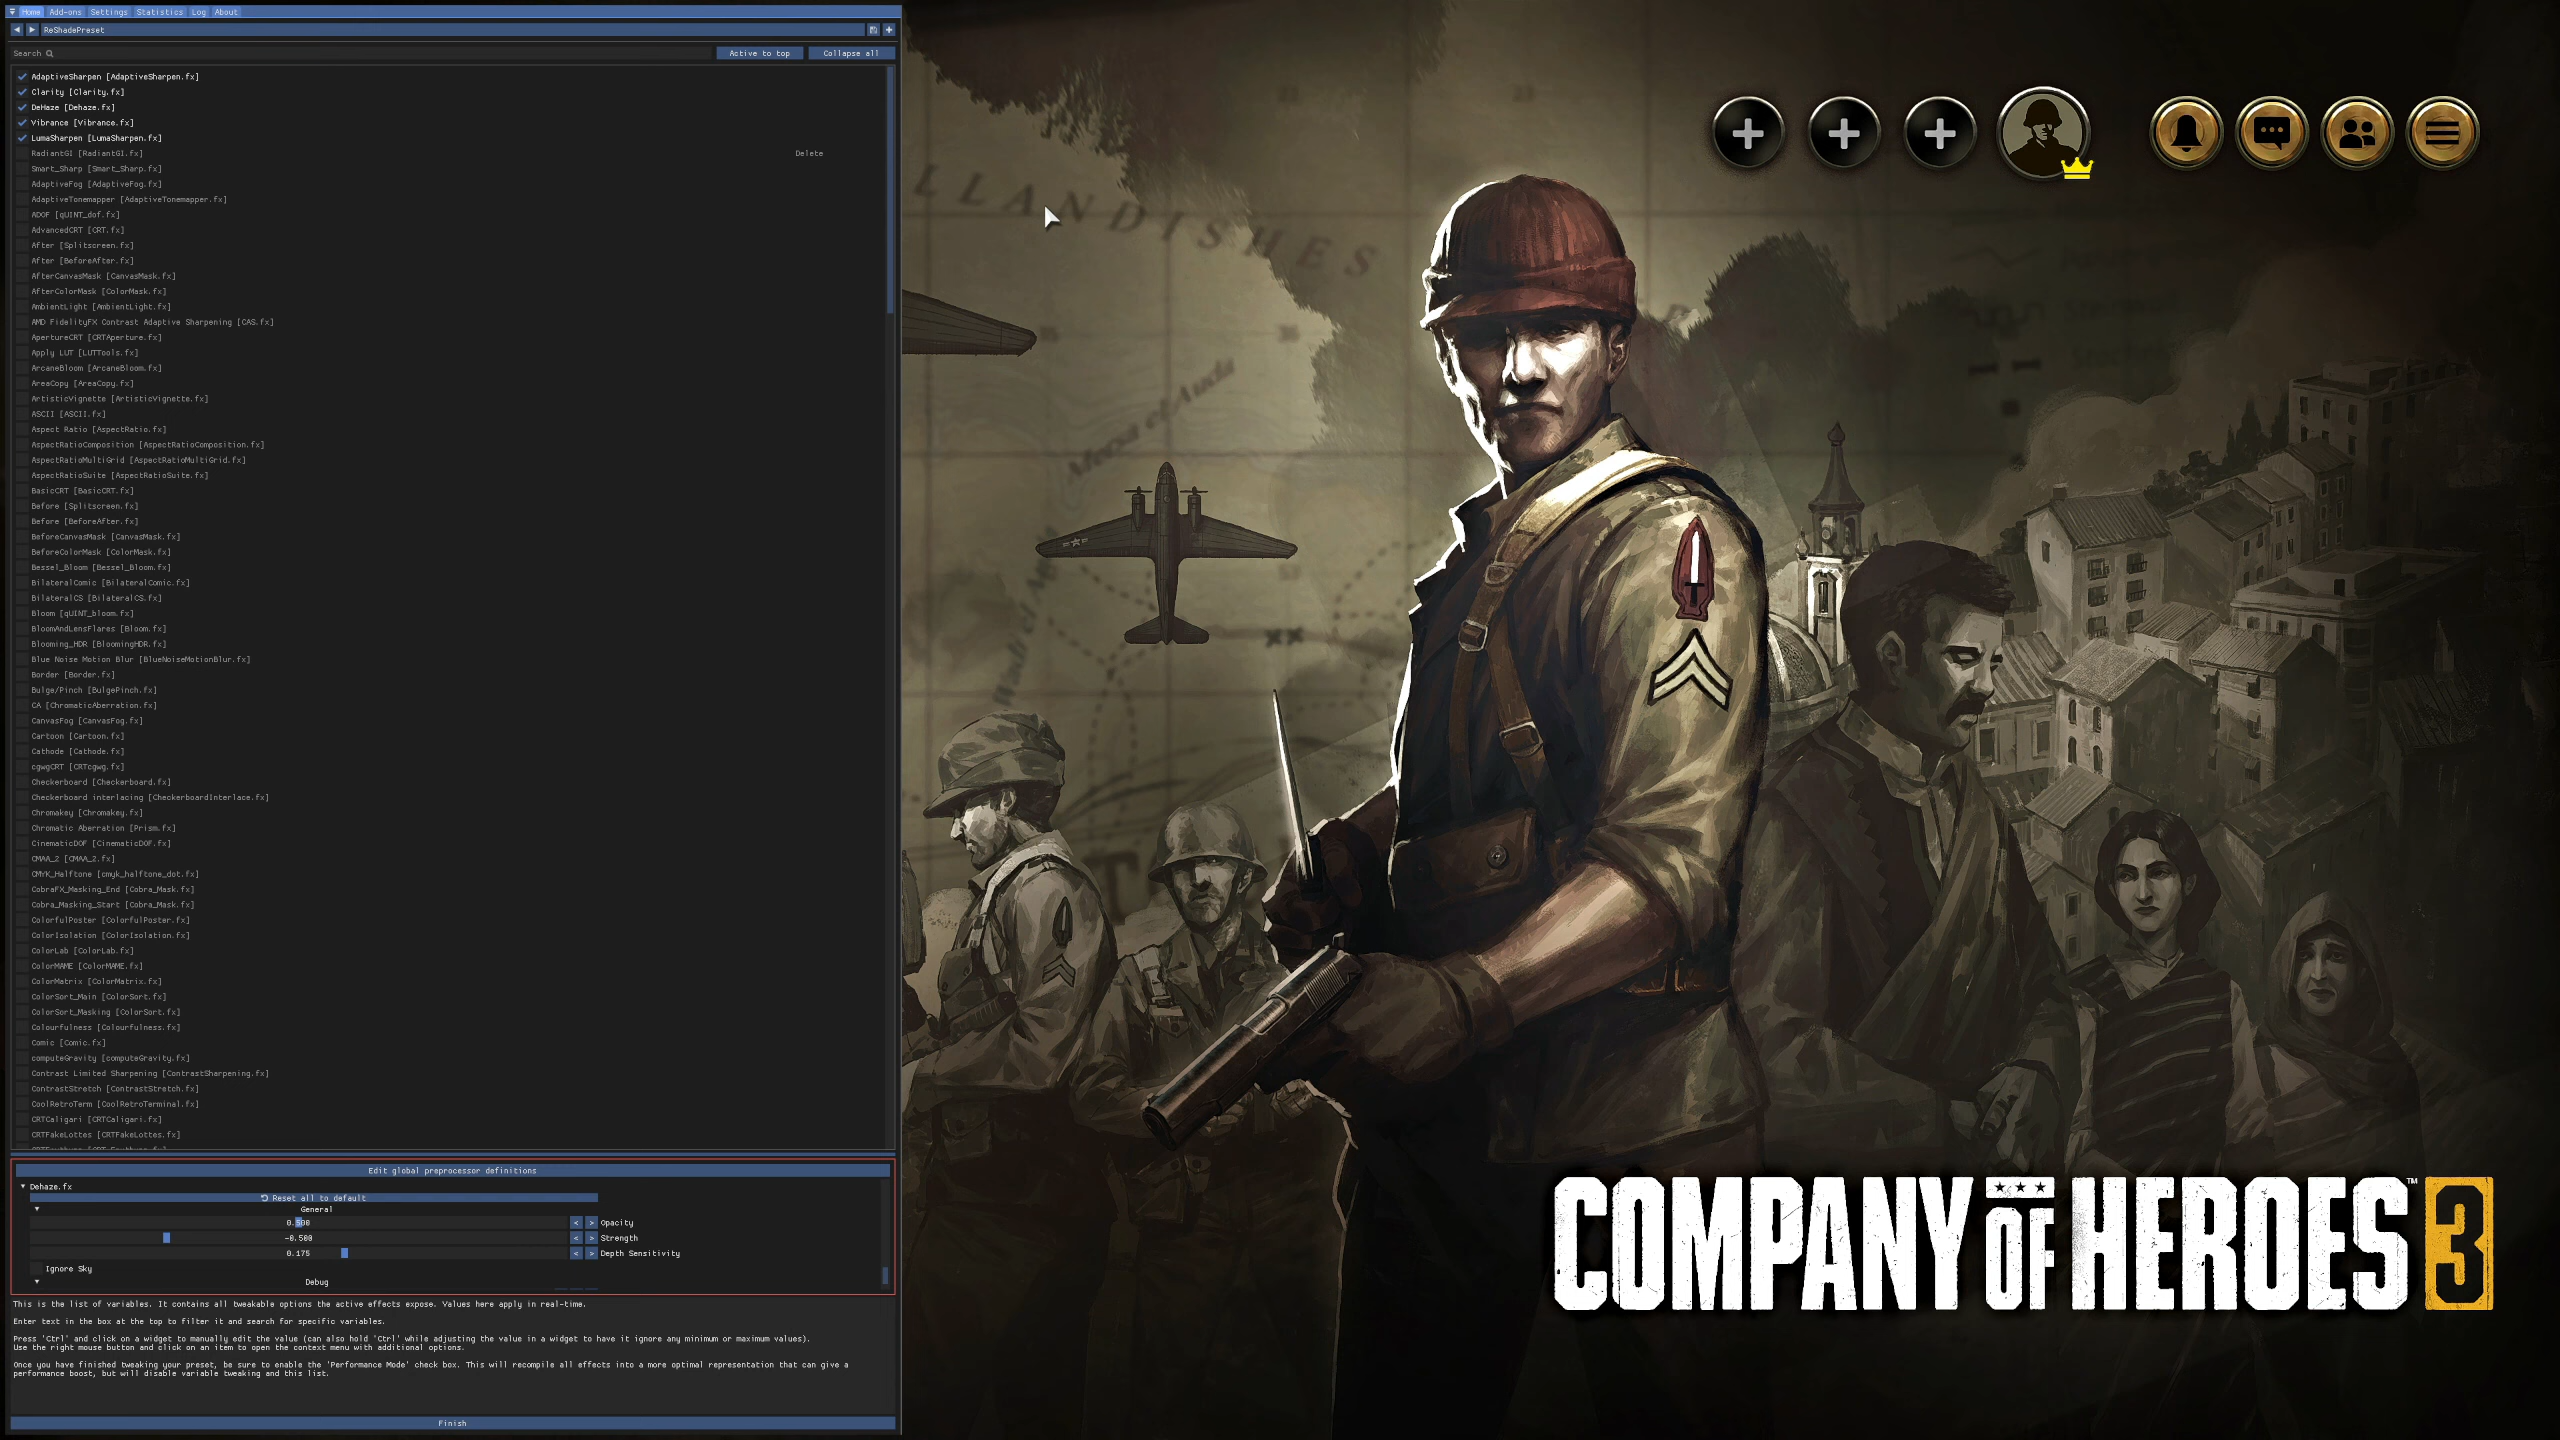 Home Add-ons Settings Statistics Log About
ReShadePreset
Search
Active to top Collapse all
AdaptiveSharpen [AdaptiveSharpen.fx]
Clarity [Clarity.fx]
DeHaze [Dehaze.fx]
Vibrance [Vibrance.fx]
LumaSharpen [LumaSharpen.fx]
RadiantGI [RadiantGI.fx] Delete
Smart_Sharp [Smart_Sharp.fx]
AdaptiveFog [AdaptiveFog.fx]
AdaptiveTonemapper [AdaptiveTonemapper.fx]
ADOF [qUINT_dof.fx]
AdvancedCRT [CRT.fx]
After [Splitscreen.fx]
After [BeforeAfter.fx]
AfterCanvasMask [CanvasMask.fx]
AfterColorMask [ColorMask.fx]
AmbientLight [AmbientLight.fx]
AMD FidelityFX Contrast Adaptive Sharpening [CAS.fx]
ApertureCRT [CRTAperture.fx]
Apply LUT [LUTTools.fx]
ArcaneBloom [ArcaneBloom.fx]
AreaCopy [AreaCopy.fx]
ArtisticVignette [ArtisticVignette.fx]
ASCII [ASCII.fx]
Aspect Ratio [AspectRatio.fx]
AspectRatioComposition [AspectRatioComposition.fx]
AspectRatioMultiGrid [AspectRatioMultiGrid.fx]
AspectRatioSuite [AspectRatioSuite.fx]
BasicCRT [BasicCRT.fx]
Before [Splitscreen.fx]
Before [BeforeAfter.fx]
BeforeCanvasMask [CanvasMask.fx]
BeforeColorMask [ColorMask.fx]
Bessel_Bloom [Bessel_Bloom.fx]
BilateralComic [BilateralComic.fx]
BilateralCS [BilateralCS.fx]
Bloom [qUINT_bloom.fx]
BloomAndLensFlares [Bloom.fx]
Blooming_HDR [BloomingHDR.fx]
Blue Noise Motion Blur [BlueNoiseMotionBlur.fx]
Border [Border.fx]
Bulge/Pinch [BulgePinch.fx]
CA [ChromaticAberration.fx]
CanvasFog [CanvasFog.fx]
Cartoon [Cartoon.fx]
Cathode [Cathode.fx]
cgwgCRT [CRTcgwg.fx]
Checkerboard [Checkerboard.fx]
Checkerboard interlacing [CheckerboardInterlace.fx]
Chromakey [Chromakey.fx]
Chromatic Aberration [Prism.fx]
CinematicDOF [CinematicDOF.fx]
CMAA_2 [CMAA_2.fx]
CMYK_Halftone [cmyk_halftone_dot.fx]
CobraFX_Masking_End [Cobra_Mask.fx]
Cobra_Masking_Start [Cobra_Mask.fx]
ColorfulPoster [ColorfulPoster.fx]
ColorIsolation [ColorIsolation.fx]
ColorLab [ColorLab.fx]
ColorMAME [ColorMAME.fx]
ColorMatrix [ColorMatrix.fx]
ColorSort_Main [ColorSort.fx]
ColorSort_Masking [ColorSort.fx]
Colourfulness [Colourfulness.fx]
Comic [Comic.fx]
computeGravity [computeGravity.fx]
Contrast Limited Sharpening [ContrastSharpening.fx]
ContrastStretch [ContrastStretch.fx]
CoolRetroTerm [CoolRetroTerminal.fx]
CRTCaligari [CRTCaligari.fx]
CRTFakeLottes [CRTFakeLottes.fx]
Edit global preprocessor definitions
Dehaze.fx
Reset all to default
General
0.500 < > Opacity
-0.500 < > Strength
0.175 < > Depth Sensitivity
Ignore Sky
Debug
This is the list of variables. It contains all tweakable options the active effects expose. Values here apply in real-time.
Enter text in the box at the top to filter it and search for specific variables.
Press 'Ctrl' and click on a widget to manually edit the value (can also hold 'Ctrl' while adjusting the value in a widget to have it ignore any minimum or maximum values).
Use the right mouse button and click on an item to open the context menu with additional options.
Once you have finished tweaking your preset, be sure to enable the 'Performance Mode' check box. This will recompile all effects into a more optimal representation that can give a
performance boost, but will disable variable tweaking and this list.
Finish
LLANDISHES
COMPANY OF HEROES 3
TM